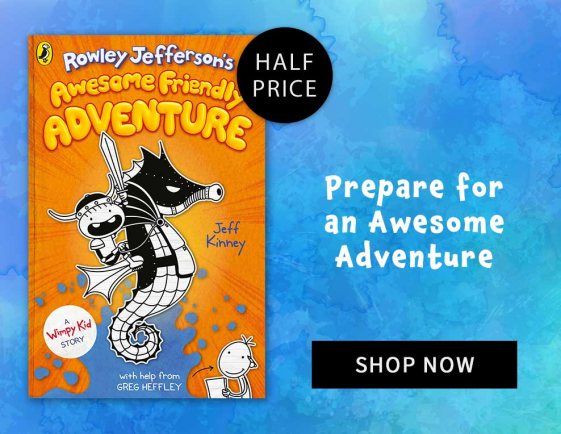 Rowley Jefferson's
Awesome Friendly
ADVENTURE
HALF
PRICE
Jeff
Kinney
A
Wimpy Kid
STORY
with help from
GREG HEFFLEY
Prepare for
an Awesome
Adventure
SHOP NOW